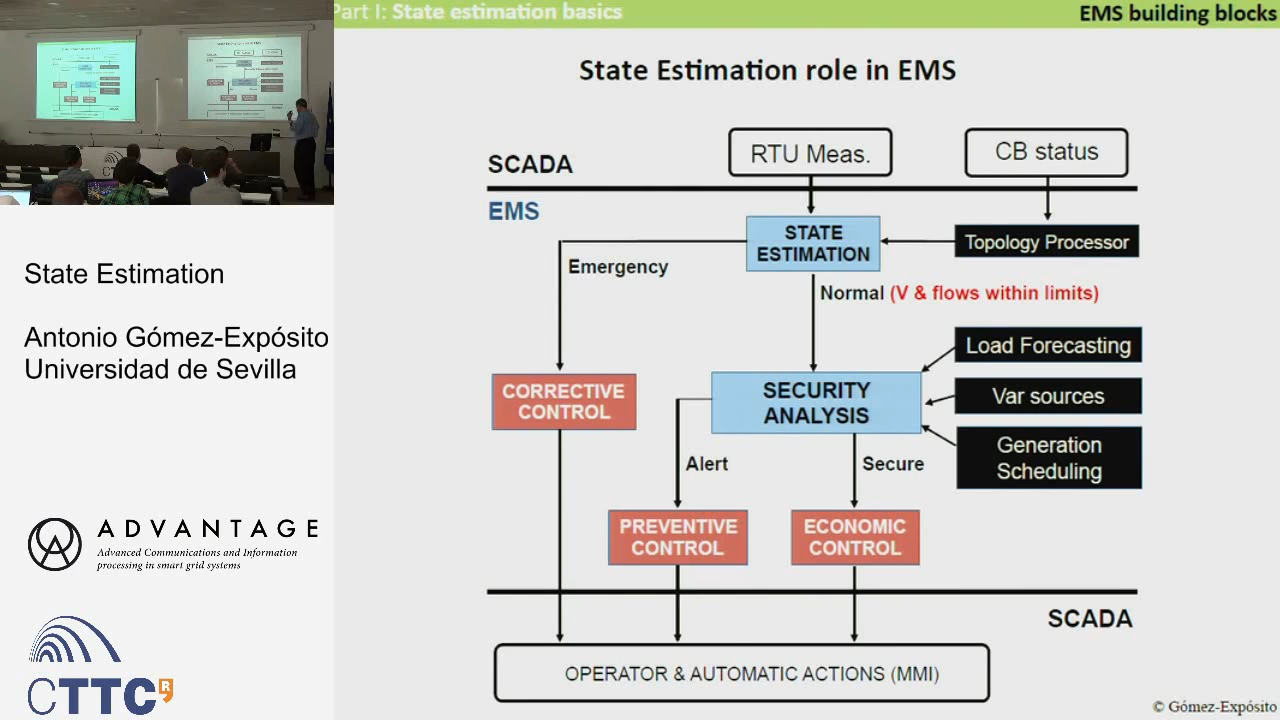 Part I: State estimation basics
EMS building blocks
State Estimation role in EMS
RTU Meas.
CB status
SCADA
EMS
STATE
ESTIMATION
Topology Processor
Emergency
Normal (V & flows within limits)
State Estimation
Antonio Gómez-Expósito
Universidad de Sevilla
Load Forecasting
CORRECTIVE
CONTROL
SECURITY
ANALYSIS
Var sources
Generation
Scheduling
Alert
Secure
PREVENTIVE
CONTROL
ECONOMIC
CONTROL
ADVANTAGE
Advanced Communications and Information
processing in smart grid systems
SCADA
OPERATOR & AUTOMATIC ACTIONS (MMI)
CTTC
© Gómez-Expósito